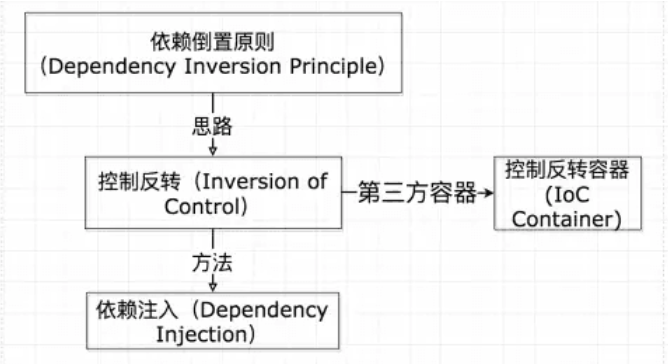 依赖倒置原则
（Dependency Inversion Principle）
思路
控制反转（Inversion of
Control）
第三方容器
控制反转容器
(IoC
Container)
方法
依赖注入（Dependency
Injection）